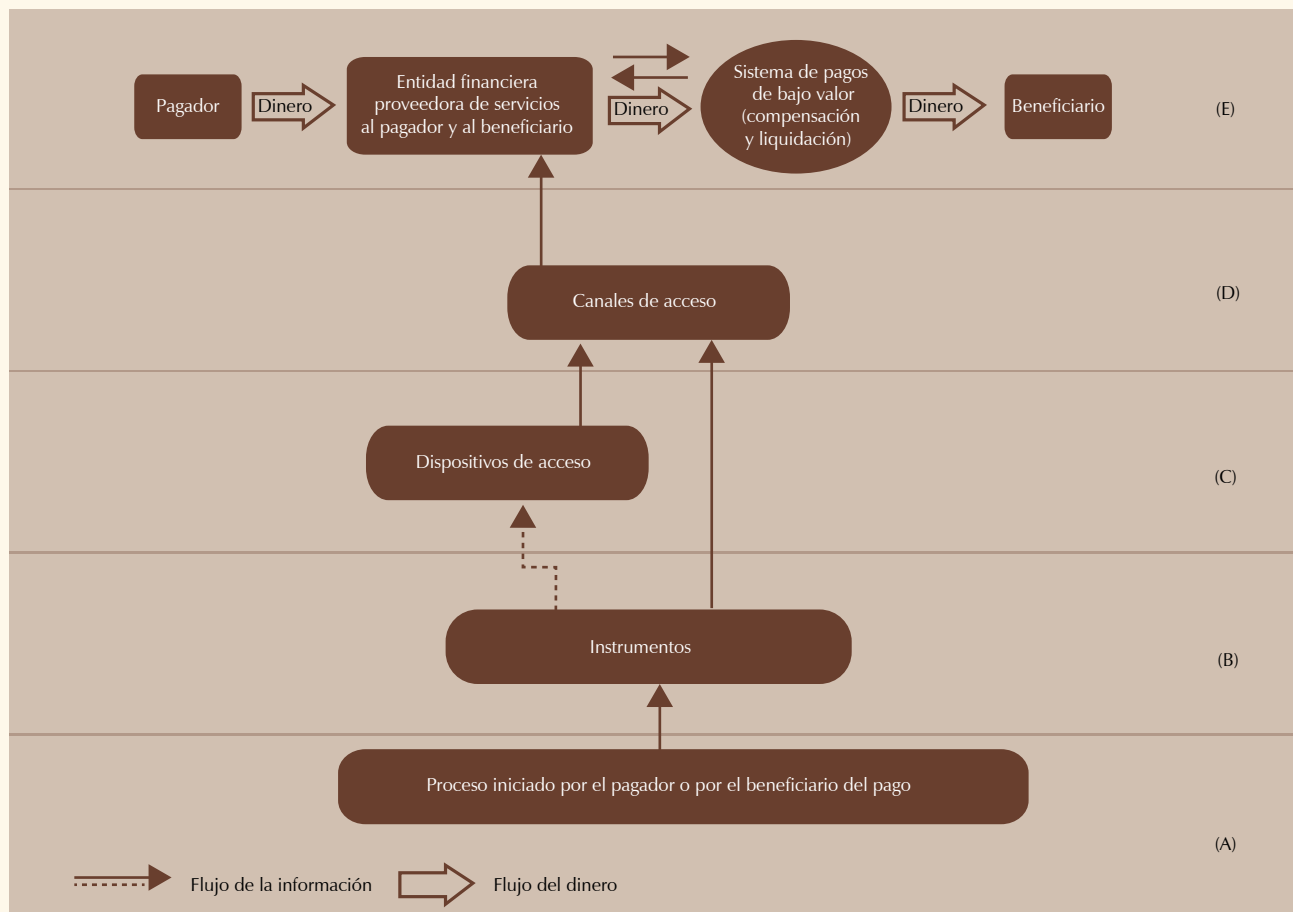 Pagador
Dinero
Entidad financiera
proveedora de servicios
al pagador y al beneficiario
Dinero
Sistema de pagos
de bajo valor
(compensación
y liquidación)
Dinero
Beneficiario
(E)
Canales de acceso
(D)
Dispositivos de acceso
(C)
Instrumentos
(B)
Proceso iniciado por el pagador o por el beneficiario del pago
(A)
Flujo de la información
Flujo del dinero